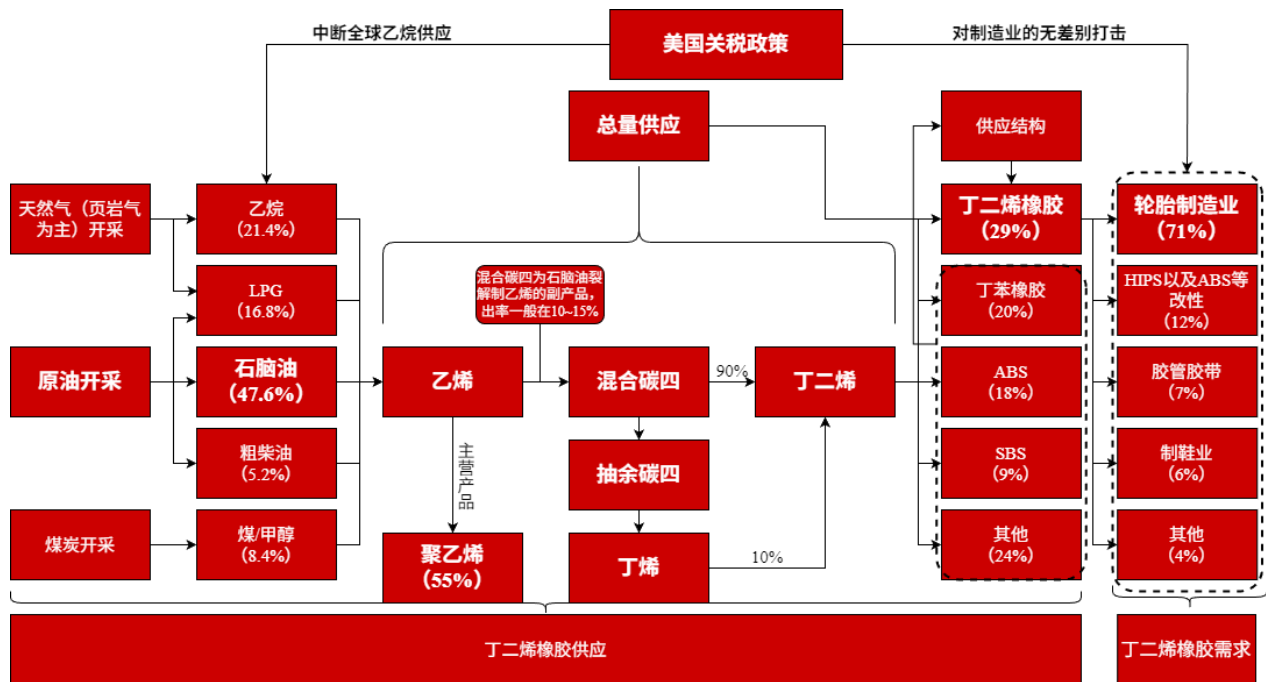 中断全球乙烷供应
美国关税政策
对制造业的无差别打击
总量供应
供应结构
天然气（页岩气
为主）开采
乙烷
(21.4%)
丁二烯橡胶
（29%）
轮胎制造业
（71%）
LPG
(16.8%)
混合碳四为石脑油裂
解制乙烯的副产品，
出率一般在10~15%
丁苯橡胶
(20%)
HIPS以及ABS等
改性
(12%)
原油开采
石脑油
(47.6%)
乙烯
混合碳四
90%
丁二烯
ABS
(18%)
胶管胶带
(7%)
粗柴油
(5.2%)
主营产品
抽余碳四
SBS
(9%)
制鞋业
(6%)
煤炭开采
煤/甲醇
(8.4%)
聚乙烯
（55%）
丁烯
10%
其他
(24%)
其他
(4%)
丁二烯橡胶供应
丁二烯橡胶需求